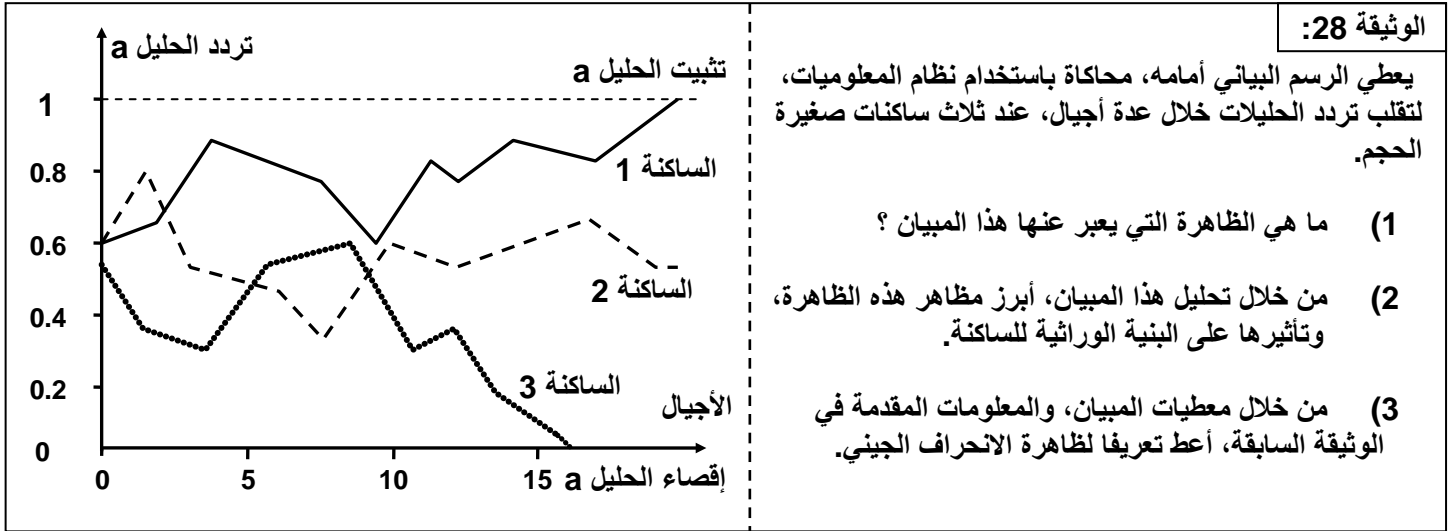 الوثيقة 28:
يعطي الرسم البياني أمامه، محاكاة باستخدام نظام المعلوميات،
لتقلب تردد الحليلات خلال عدة أجيال، عند ثلاث ساكنات صغيرة
الحجم.
1) ما هي الظاهرة التي يعبر عنها هذا المبيان ؟
2) من خلال تحليل هذا المبيان، أبرز مظاهر هذه الظاهرة،
وتأثيرها على البنية الوراثية للساكنة.
3) من خلال معطيات المبيان، والمعلومات المقدمة في
الوثيقة السابقة، أعط تعريفا لظاهرة الانحراف الجيني.
تردد الحليل a
تثبيت الحليل a
1
0.8
0.6
0.4
0.2
0
الساكنة 1
الساكنة 2
الساكنة 3
الأجيال
0 5 10 15
إقصاء الحليل a